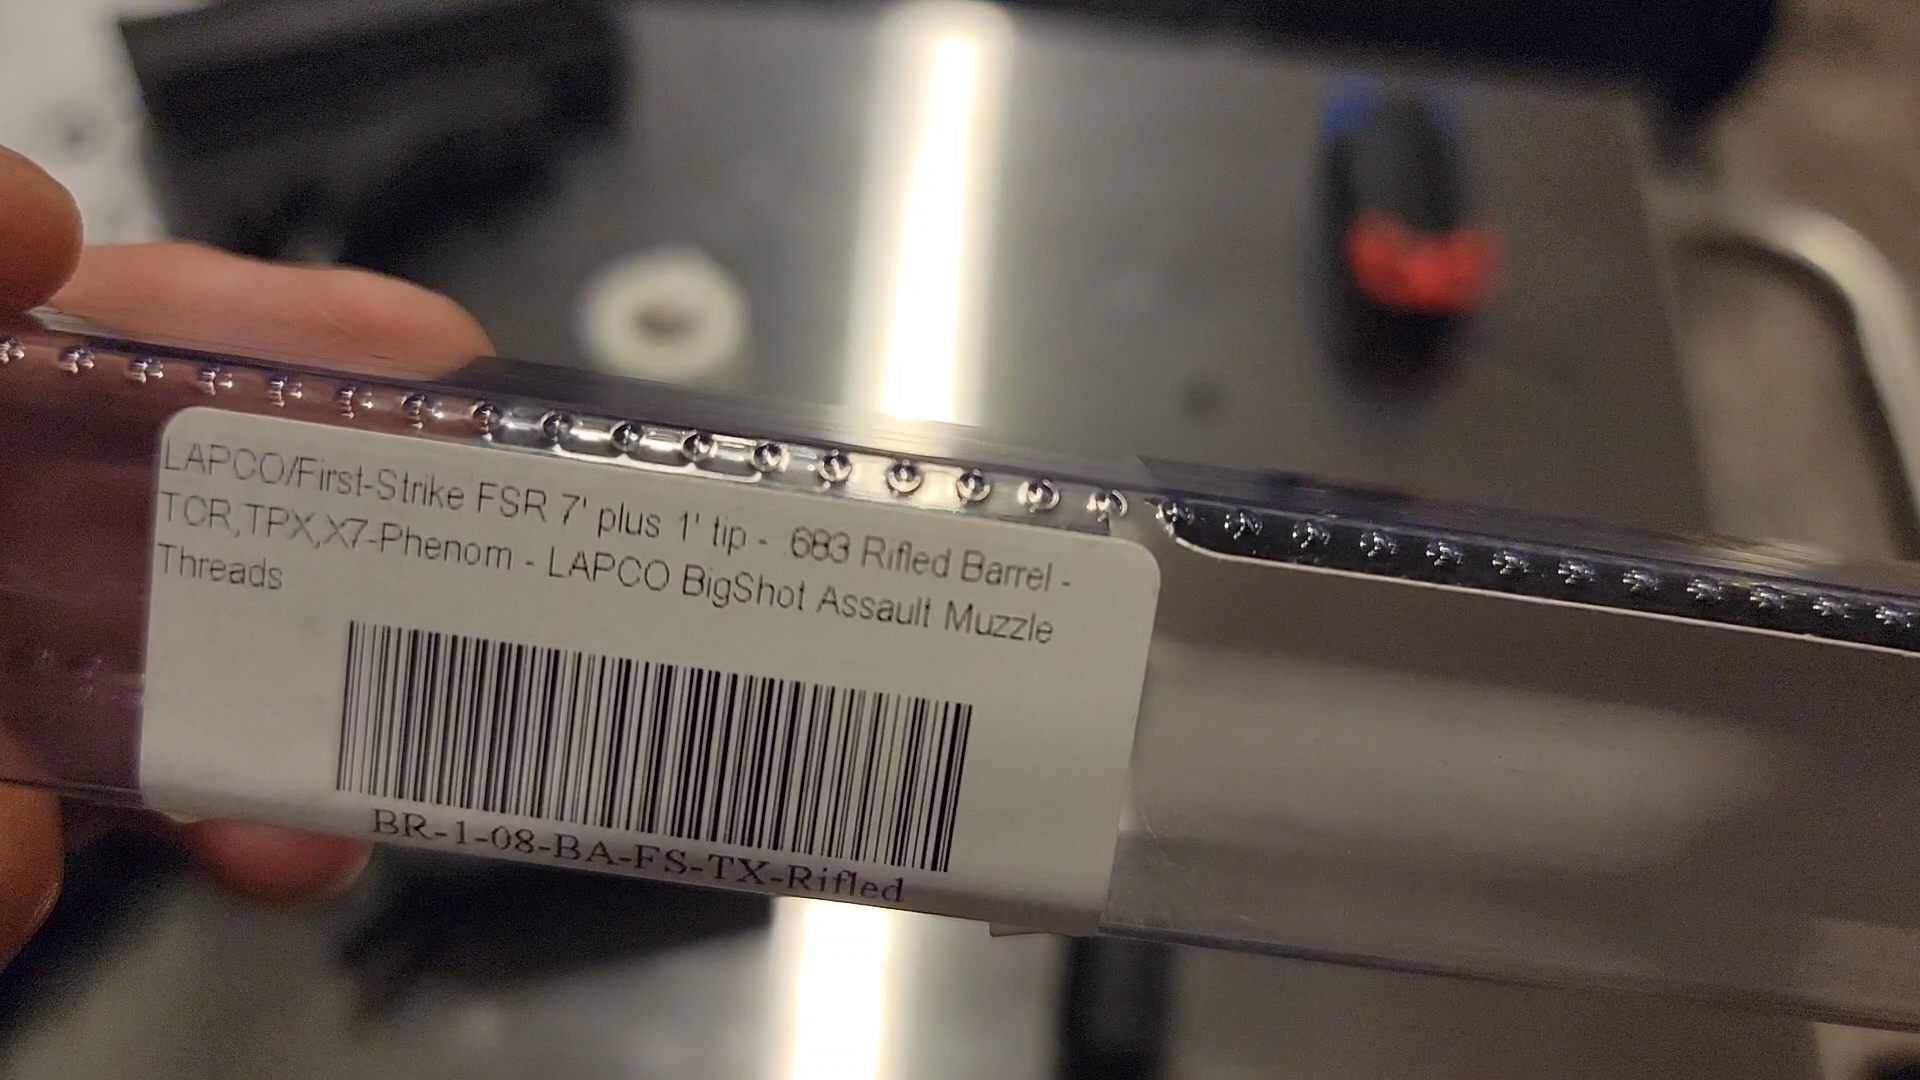 LAPCO/First-Strike FSR 7' plus 1' tip - .683 Rifled Barrel -
TCR,TPX,X7-Phenom - LAPCO BigShot Assault Muzzle
Threads
BR-1-08-BA-FS-TX-Rifled